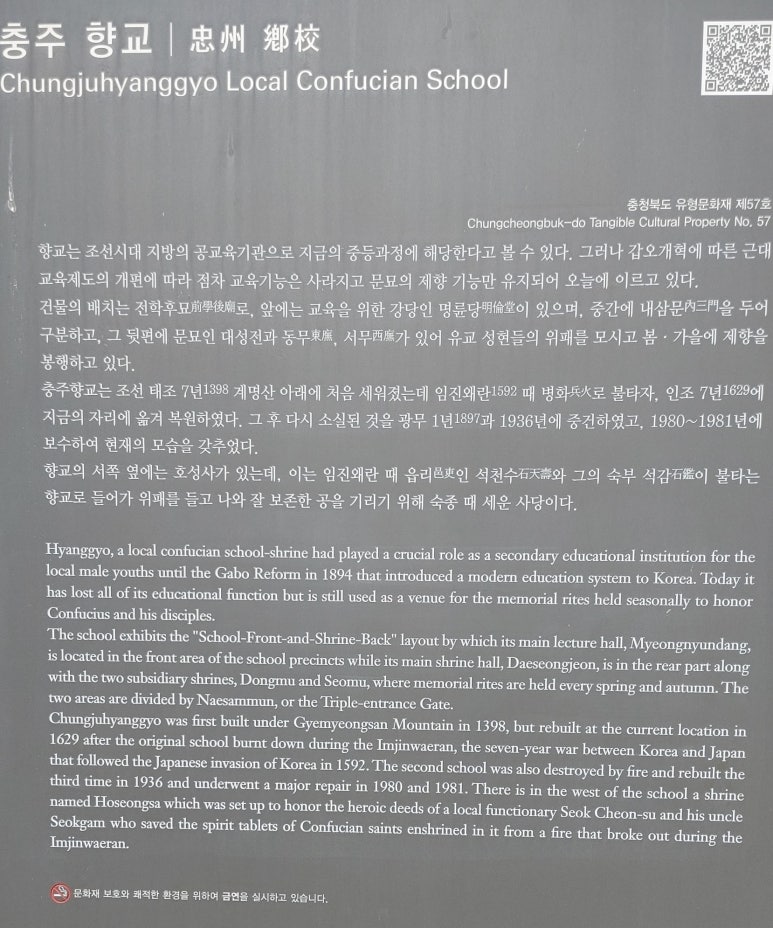 충주 향교 | 忠州 鄕校
Chungjuhyanggyo Local Confucian School
충청북도 유형문화재 제57호
Chungcheongbuk-do Tangible Cultural Property No. 57
향교는 조선시대 지방의 공교육기관으로 지금의 중등과정에 해당한다고 볼 수 있다. 그러나 갑오개혁에 따른 근대
교육제도의 개편에 따라 점차 교육기능은 사라지고 문묘의 제향 기능만 유지되어 오늘에 이르고 있다.
건물의 배치는 전학후묘前學後廟로, 앞에는 교육을 위한 강당인 명륜당明倫堂이 있으며, 중간에 내삼문內三門을 두어
구분하고, 그 뒷편에 문묘인 대성전과 동무東廡, 서무西廡가 있어 유교 성현들의 위패를 모시고 봄·가을에 제향을
봉행하고 있다.
충주향교는 조선 태조 7년1398 계명산 아래에 처음 세워졌는데 임진왜란1592 때 병화兵火로 불타자, 인조 7년1629에
지금의 자리에 옮겨 복원하였다. 그 후 다시 소실된 것을 광무 1년1897과 1936년에 중건하였고, 1980~1981년에
보수하여 현재의 모습을 갖추었다.
향교의 서쪽 옆에는 호성사가 있는데, 이는 임진왜란 때 읍리邑吏인 석천수石天壽와 그의 숙부 석감石鑑이 불타는
향교로 들어가 위패를 들고 나와 잘 보존한 공을 기리기 위해 숙종 때 세운 사당이다.
Hyanggyo, a local confucian school-shrine had played a crucial role as a secondary educational institution for the
local male youths until the Gabo Reform in 1894 that introduced a modern education system to Korea. Today it
has lost all of its educational function but is still used as a venue for the memorial rites held seasonally to honor
Confucius and his disciples.
The school exhibits the "School-Front-and-Shrine-Back" layout by which its main lecture hall, Myeongnyundang,
is located in the front area of the school precincts while its main shrine hall, Daeseongjeon, is in the rear part along
with the two subsidiary shrines, Dongmu and Seomu, where memorial rites are held every spring and autumn. The
two areas are divided by Naesammun, or the Triple-entrance Gate.
Chungjuhyanggyo was first built under Gyemyeongsan Mountain in 1398, but rebuilt at the current location in
1629 after the original school burnt down during the Imjinwaeran, the seven-year war between Korea and Japan
that followed the Japanese invasion of Korea in 1592. The second school was also destroyed by fire and rebuilt the
third time in 1936 and underwent a major repair in 1980 and 1981. There is in the west of the school a shrine
named Hoseongsa which was set up to honor the heroic deeds of a local functionary Seok Cheon-su and his uncle
Seokgam who saved the spirit tablets of Confucian saints enshrined in it from a fire that broke out during the
Imjinwaeran.
문화재 보호와 쾌적한 환경을 위하여 금연을 실시하고 있습니다.